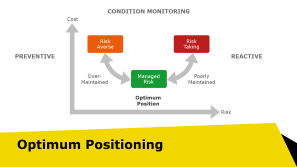 CONDITION MONITORING
Cost
Risk
Averse
Risk
Taking
PREVENTIVE
REACTIVE
Over-
Maintained
Managed
Risk
Poorly
Maintained
Optimum
Position
Risk
Optimum Positioning